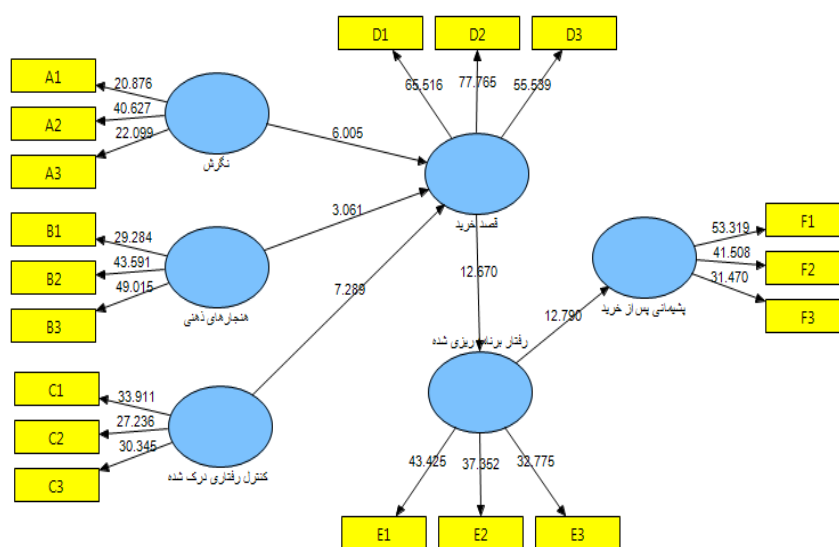 D1
D2
D3
A1
A2
A3
20.876
40.627
22.099
65.516
77.765
55.539
نگرش
6.005
قصد خرید
B1
B2
B3
29.284
43.591
49.015
هنجارهای ذهنی
3.061
7.289
12.670
F1
F2
F3
53.319
41.508
31.470
پشیمانی پس از خرید
12.790
رفتار برنامه ریزی شده
C1
C2
C3
33.911
27.236
30.345
کنترل رفتاری درک شده
43.425
37.352
32.775
E1
E2
E3